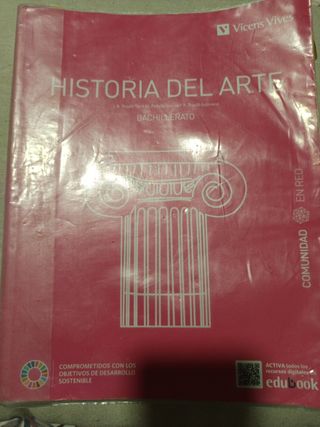 Vicens Vives
HISTORIA DEL ARTE
BACHILLERATO
COMUNIDAD EN RED
COMPROMETIDOS CON LOS
OBJETIVOS DE DESARROLLO
SOSTENIBLE
ACTIVA todos los
recursos digitales
edubook